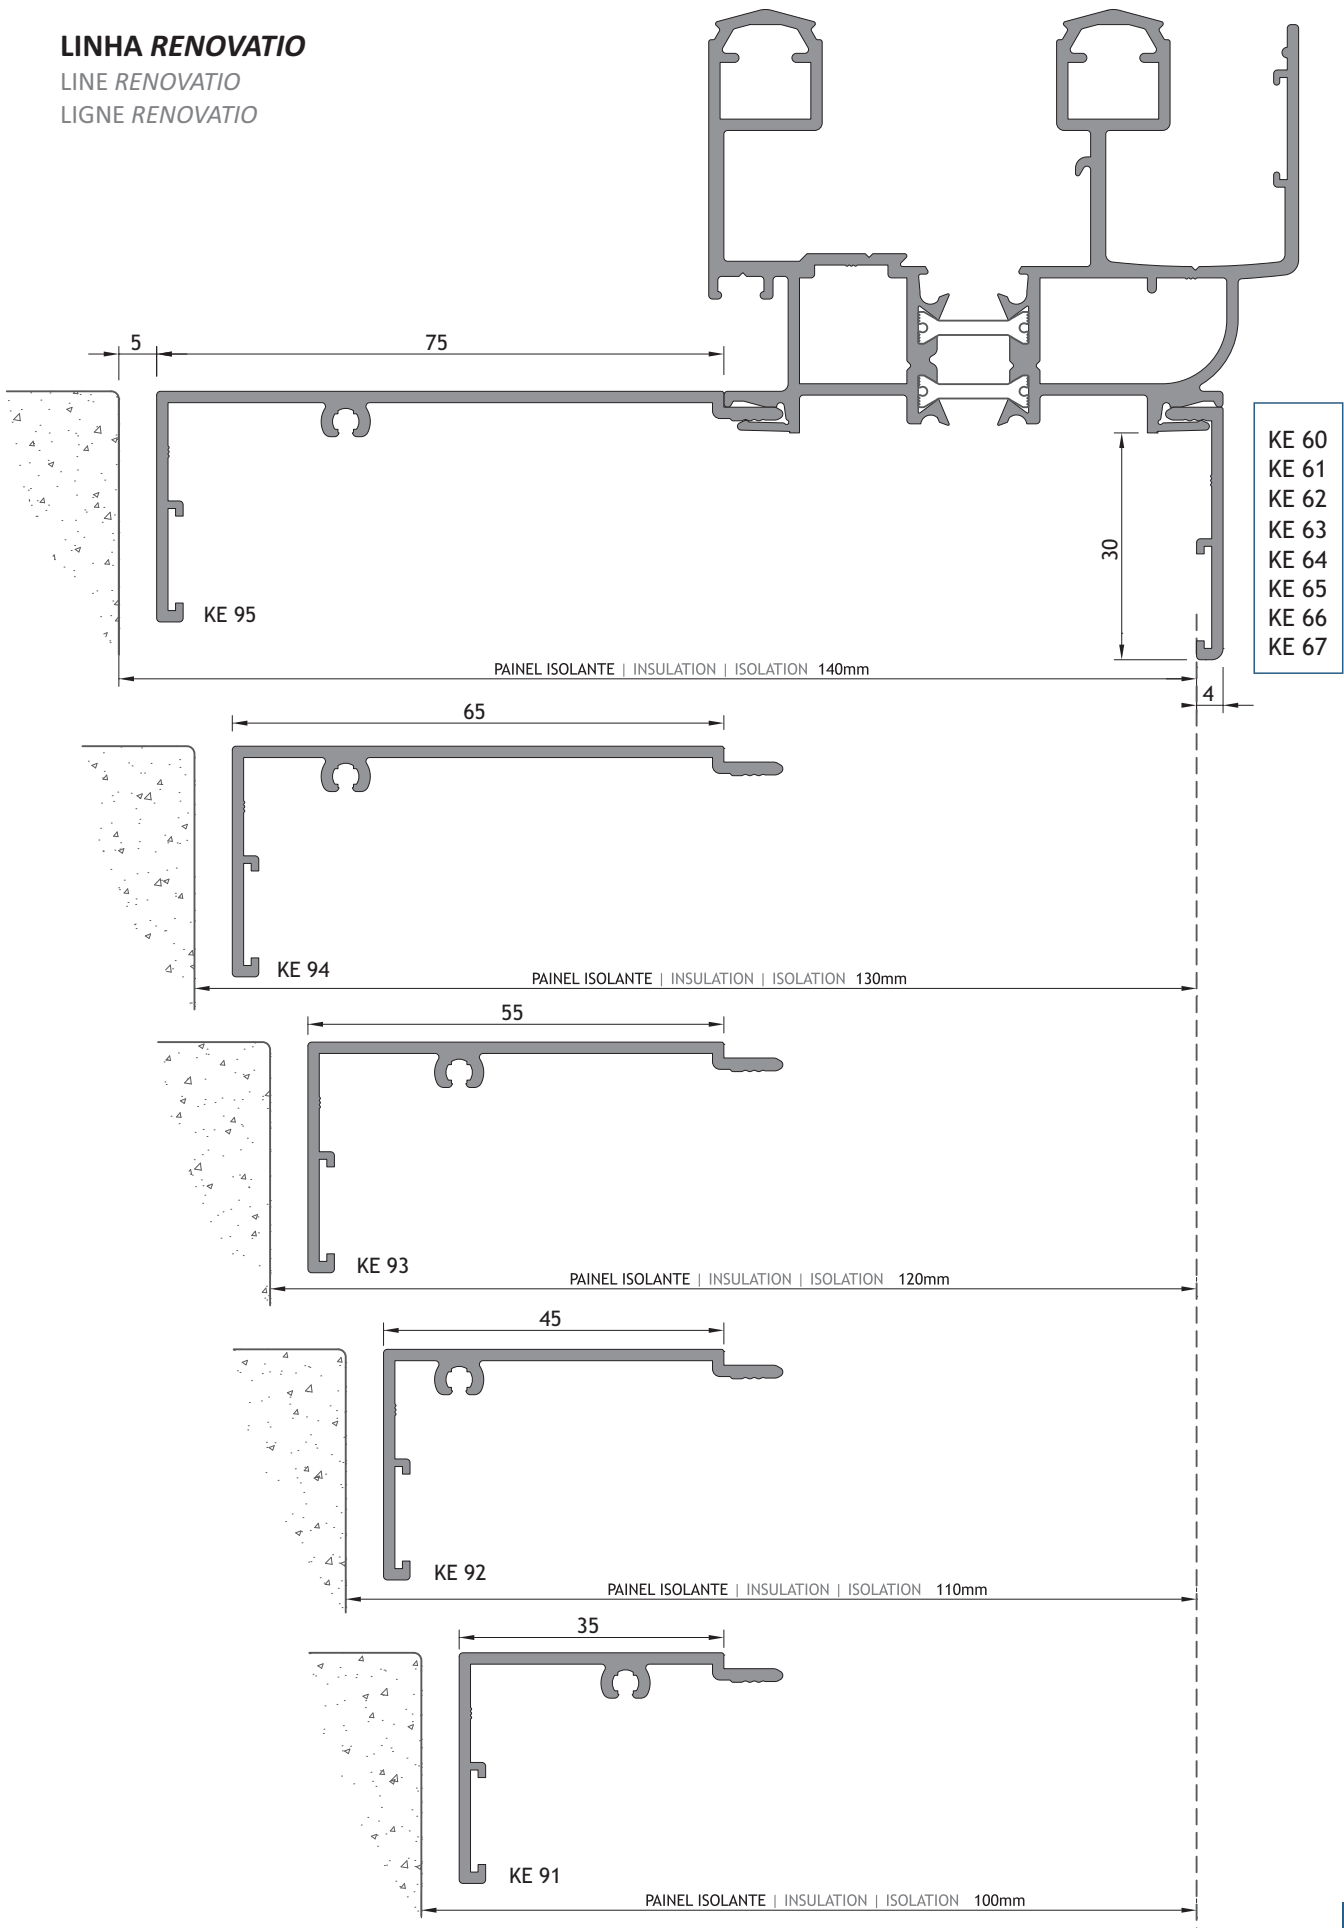 LINHA RENOVATIO
LINE RENOVATIO
LIGNE RENOVATIO
5
75
KE 60
KE 61
KE 62
KE 63
KE 64
KE 65
KE 66
KE 67
30
KE 95
PAINEL ISOLANTE | INSULATION | ISOLATION 140mm
4
65
KE 94
PAINEL ISOLANTE | INSULATION | ISOLATION 130mm
55
KE 93
PAINEL ISOLANTE | INSULATION | ISOLATION 120mm
45
KE 92
PAINEL ISOLANTE | INSULATION | ISOLATION 110mm
35
KE 91
PAINEL ISOLANTE | INSULATION | ISOLATION 100mm